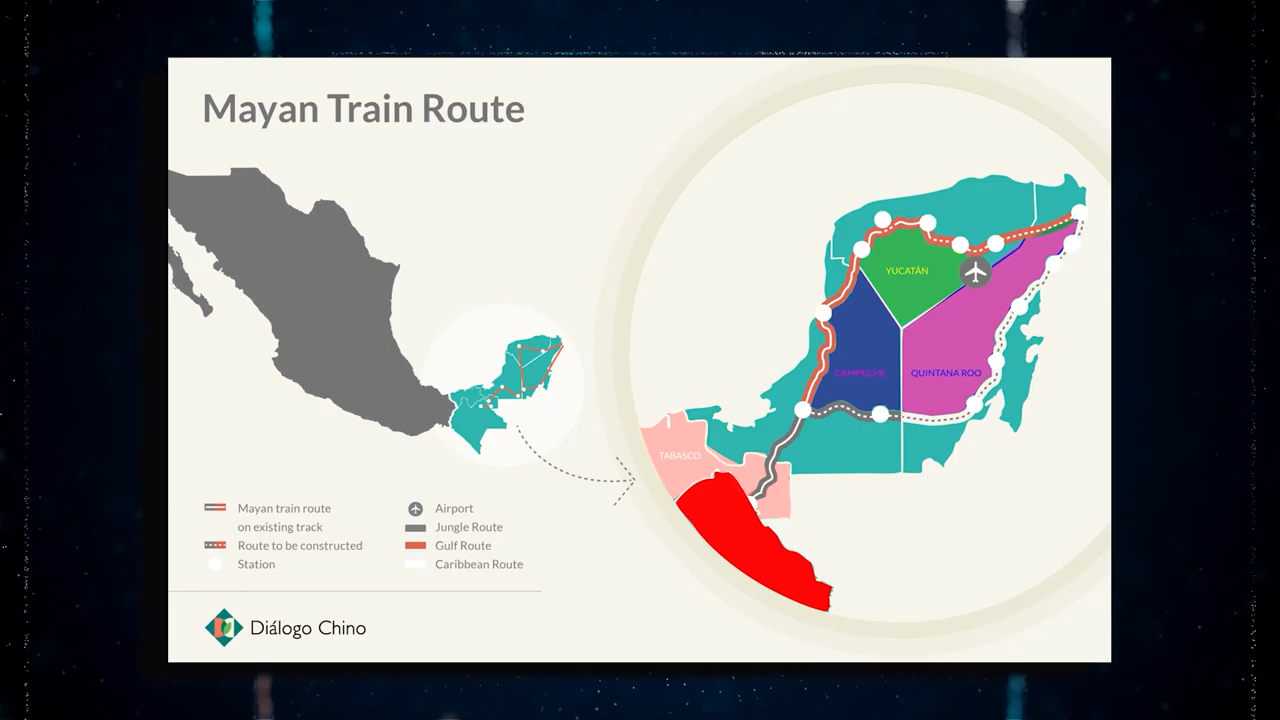 Mayan Train Route
YUCATÁN
CAMPECHE
QUINTANA ROO
TABASCO
Mayan train route
on existing track
Route to be constructed
Station
Airport
Jungle Route
Gulf Route
Caribbean Route
Diálogo Chino